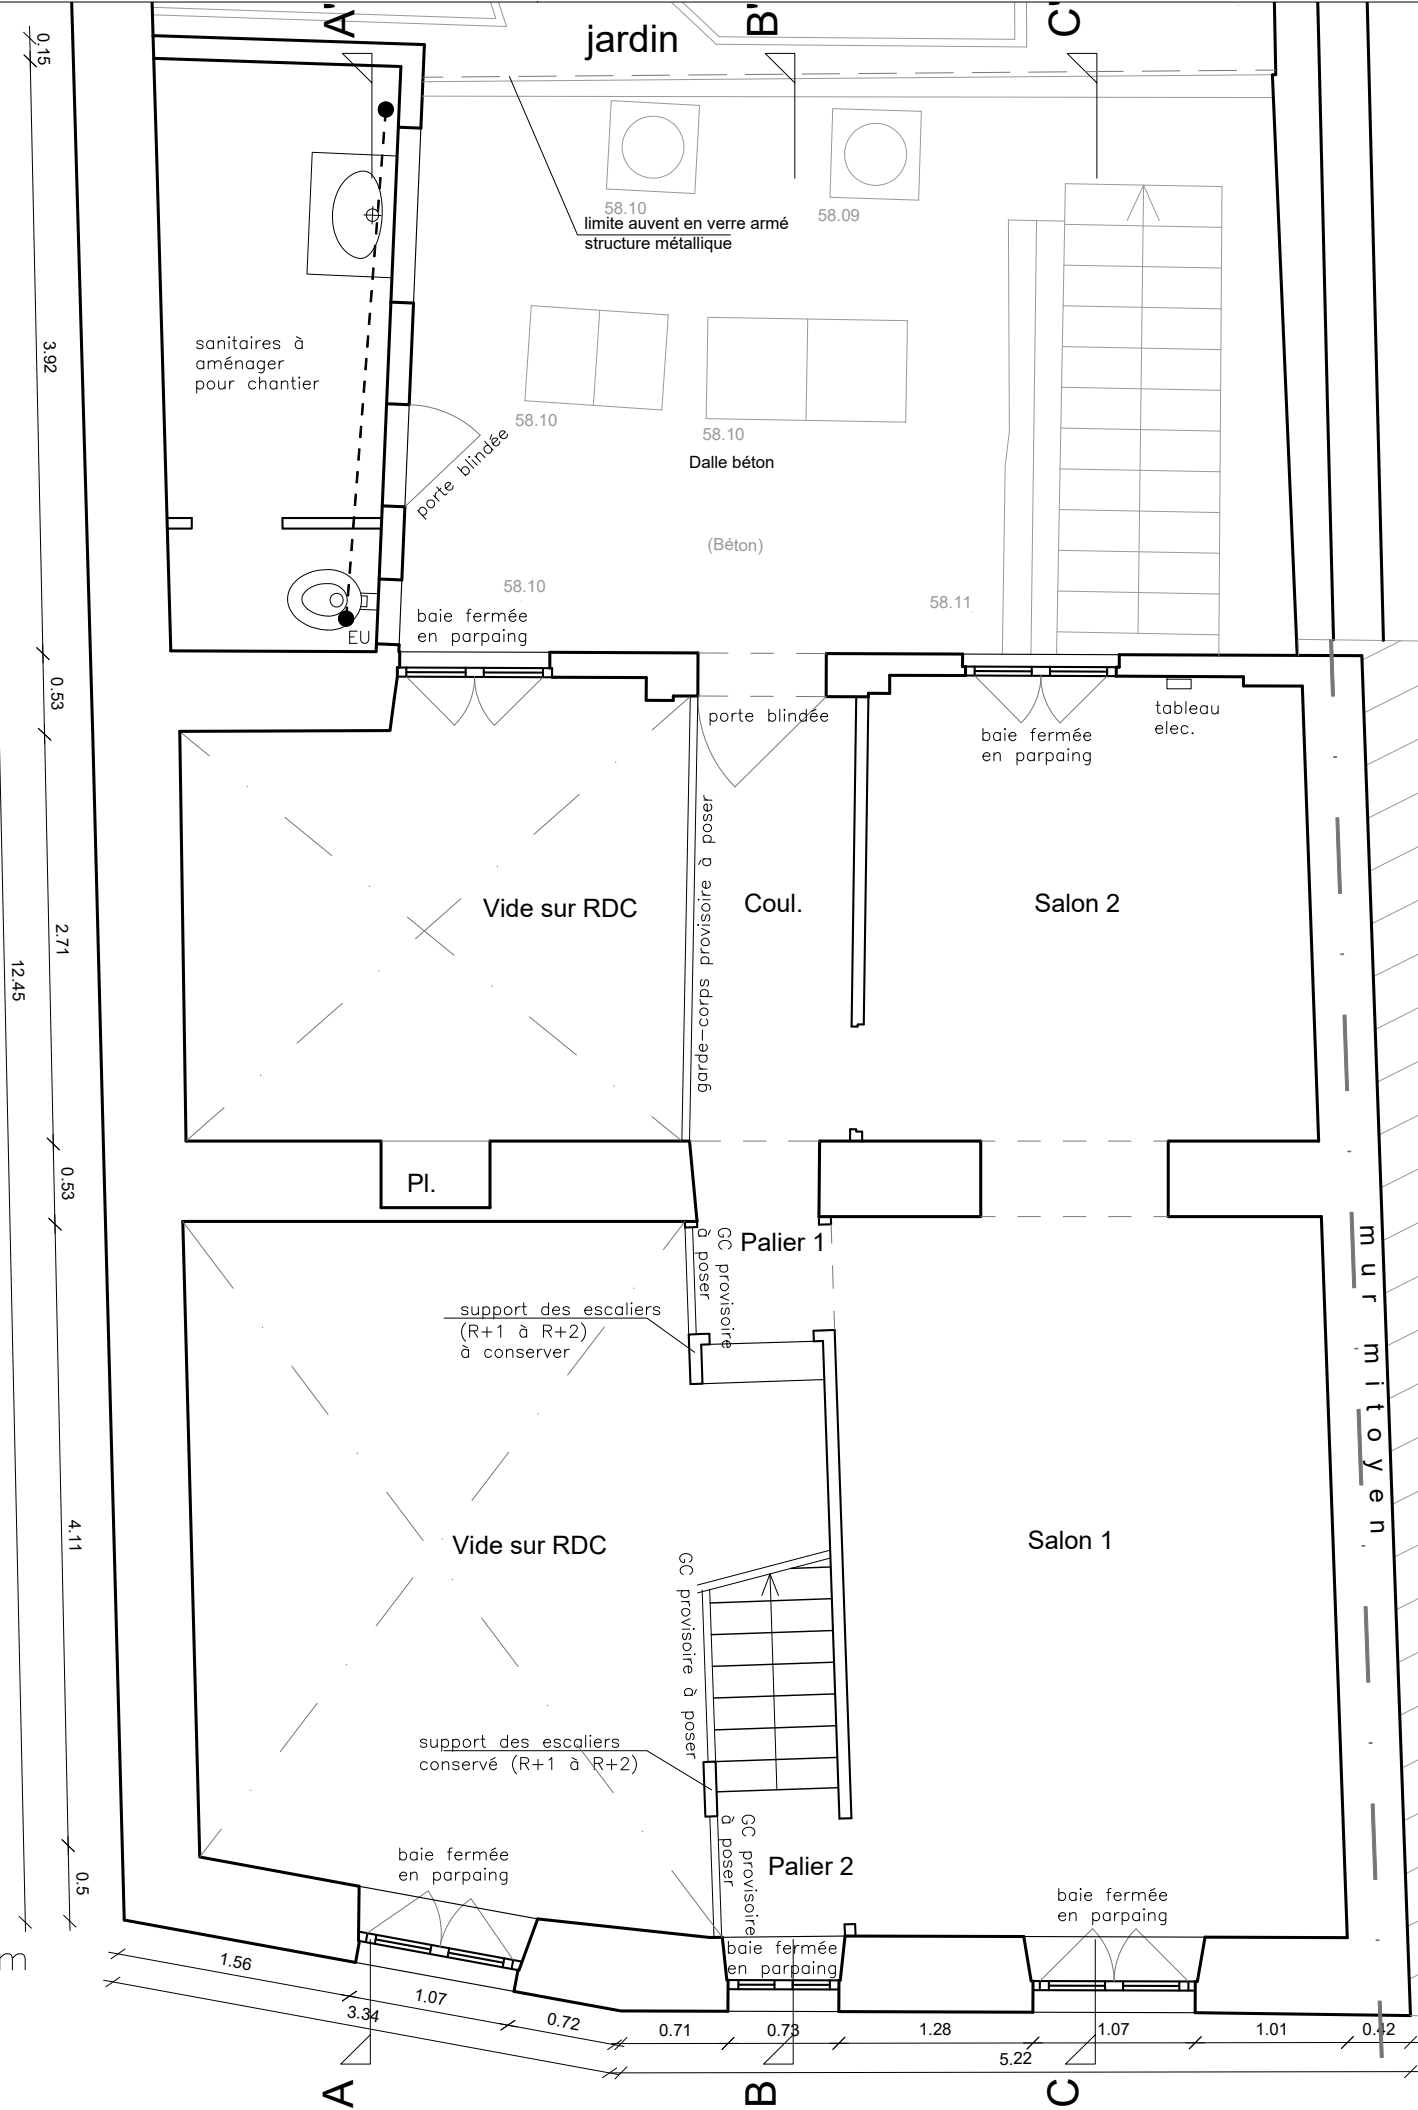 A'
B'
C'
jardin
0.15
58.10
58.09
limite auvent en verre armé
structure métallique
sanitaires à
aménager
pour chantier
3.92
58.10
58.10
porte blindée
Dalle béton
(Béton)
58.10
58.11
EU
baie fermée
en parpaing
0.53
porte blindée
tableau
elec.
baie fermée
en parpaing
garde-corps provisoire à poser
Vide sur RDC
Coul.
Salon 2
2.71
12.45
0.53
Pl.
Palier 1
GC provisoire
à poser
mur mitoyen
support des escaliers
(R+1 à R+2)
à conserver
4.11
Vide sur RDC
Salon 1
GC provisoire à poser
support des escaliers
conservé (R+1 à R+2)
GC provisoire
à poser
baie fermée
en parpaing
Palier 2
0.5
baie fermée
en parpaing
baie fermée
en parpaing
m
1.56
1.07
3.34
0.72
0.71
0.73
1.28
1.07
1.01
0.42
5.22
A
B
C